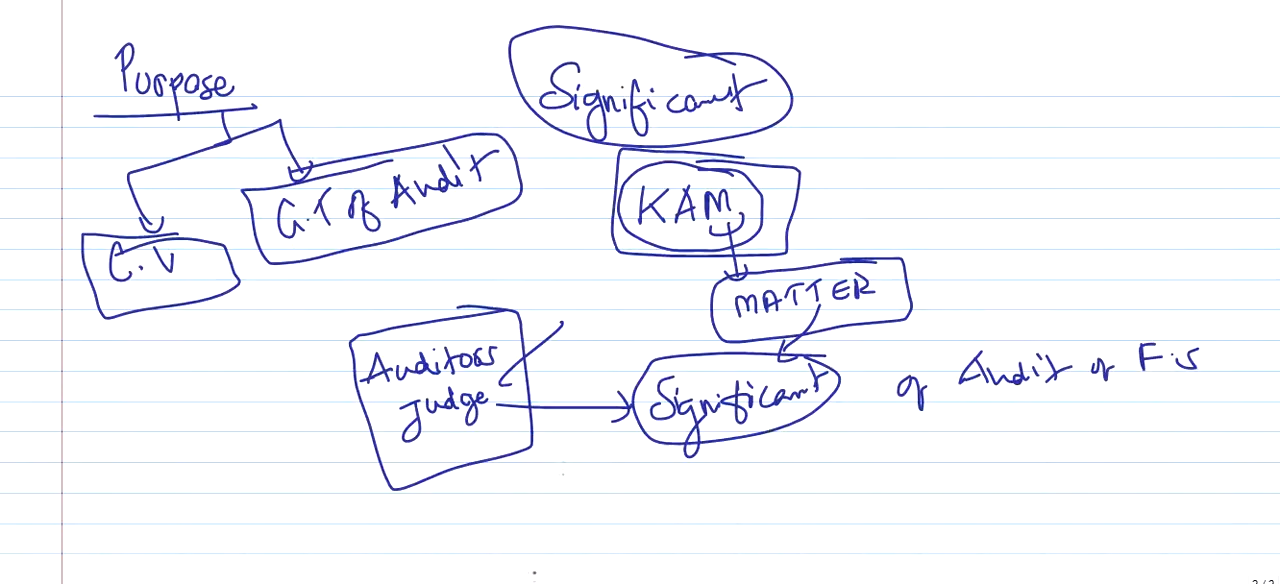 Purpose
Significant
G.T of Audit
KAM
C.V
MATTER
Auditors
judge
Significant
of Audit of F.S